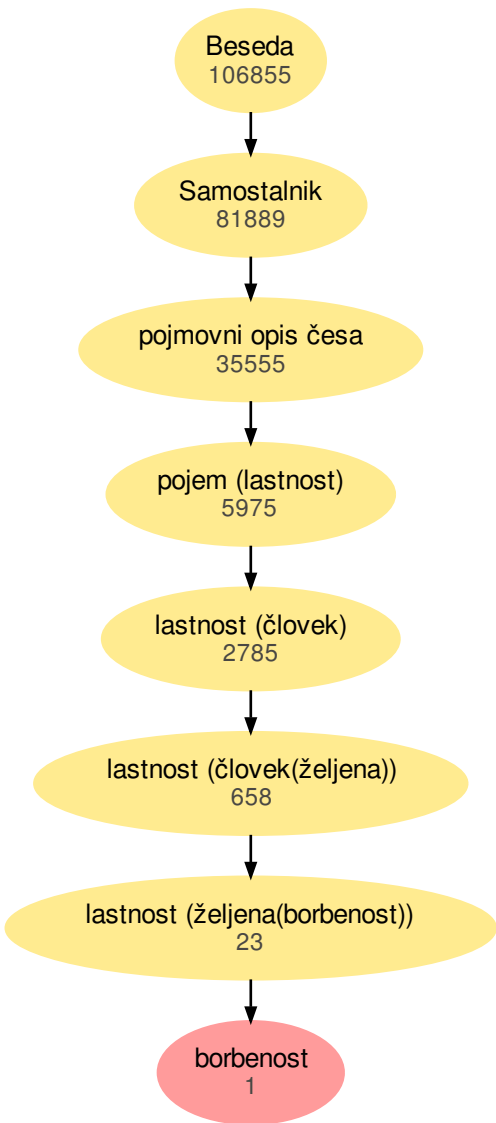 Beseda
106855
Samostalnik
81889
pojmovni opis česa
35555
pojem (lastnost)
5975
lastnost (človek)
2785
lastnost (človek(željena))
658
lastnost (željena(borbenost))
23
borbenost
1